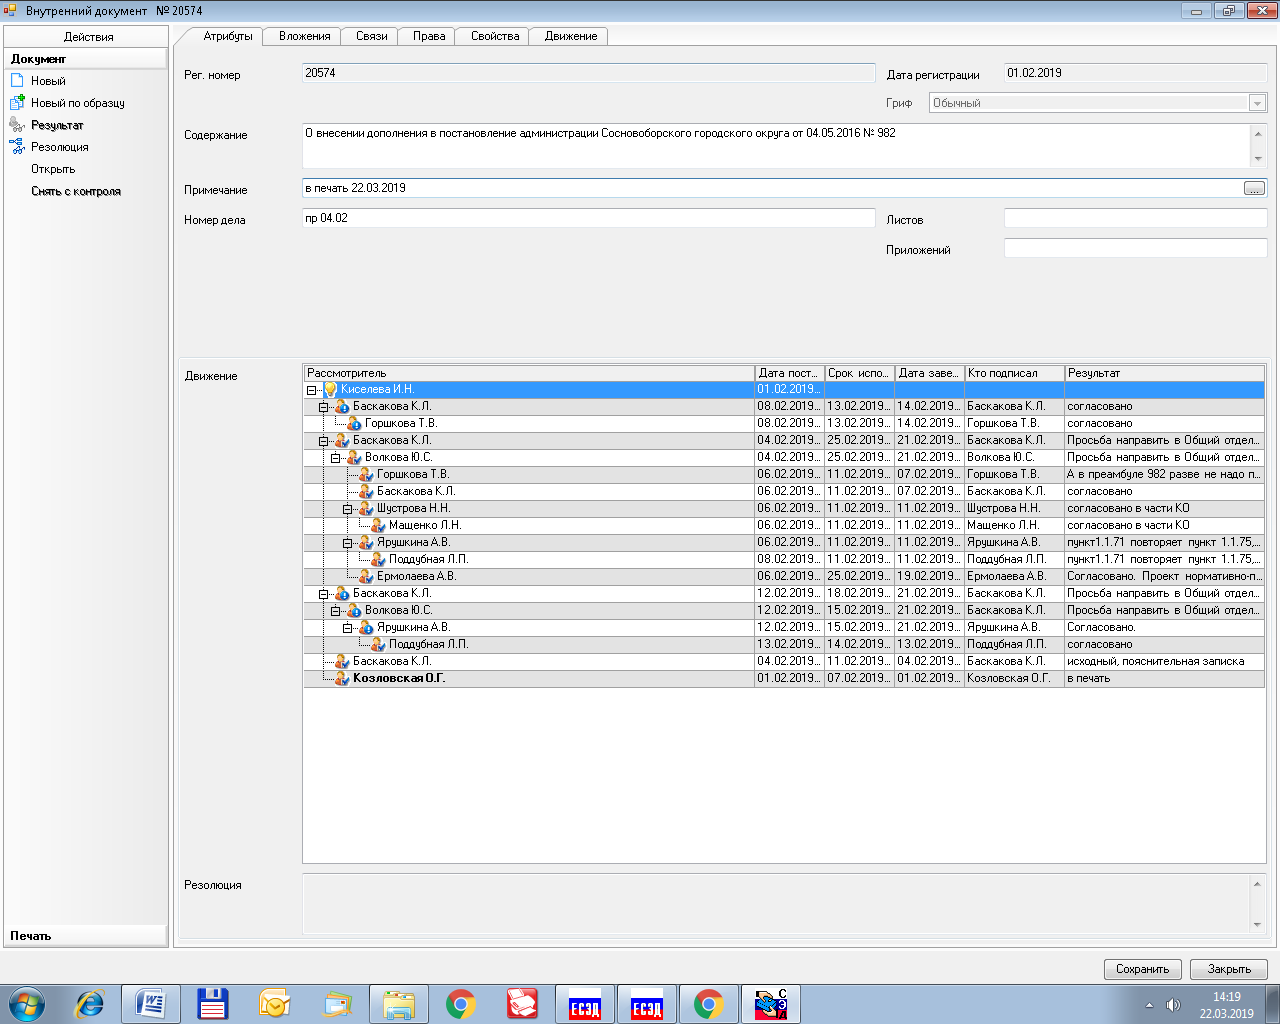 Внутренний документ № 20574
Действия
Документ
Новый
Новый по образцу
Результат
Резолюция
Открыть
Снять с контроля
Печать
Атрибуты Вложения Связи Права Свойства Движение
Рег. номер 20574 Дата регистрации 01.02.2019
Гриф Обычный
Содержание О внесении дополнения в постановление администрации Сосновоборского городского округа от 04.05.2016 № 982
Примечание в печать 22.03.2019 ...
Номер дела пр 04.02 Листов
Приложений
Движение
Рассмотритель Дата пост... Срок испо... Дата заве... Кто подписал Результат
Киселева И.Н. 01.02.2019...
Баскакова К.Л. 08.02.2019... 13.02.2019... 14.02.2019... Баскакова К.Л. согласовано
Горшкова Т.В. 08.02.2019... 13.02.2019... 14.02.2019... Горшкова Т.В. согласовано
Баскакова К.Л. 04.02.2019... 25.02.2019... 21.02.2019... Баскакова К.Л. Просьба направить в Общий отдел...
Волкова Ю.С. 04.02.2019... 25.02.2019... 21.02.2019... Волкова Ю.С. Просьба направить в Общий отдел...
Горшкова Т.В. 06.02.2019... 11.02.2019... 07.02.2019... Горшкова Т.В. А в преамбуле 982 разве не надо п...
Баскакова К.Л. 06.02.2019... 11.02.2019... 07.02.2019... Баскакова К.Л. согласовано
Шустрова Н.Н. 06.02.2019... 11.02.2019... 11.02.2019... Шустрова Н.Н. согласовано в части КО
Мащенко Л.Н. 06.02.2019... 11.02.2019... 11.02.2019... Мащенко Л.Н. согласовано в части КО
Ярушкина А.В. 06.02.2019... 11.02.2019... 11.02.2019... Ярушкина А.В. пункт1.1.71 повторяет пункт 1.1.75,...
Поддубная Л.П. 08.02.2019... 11.02.2019... 11.02.2019... Поддубная Л.П. пункт1.1.71 повторяет пункт 1.1.75,...
Ермолаева А.В. 06.02.2019... 25.02.2019... 19.02.2019... Ермолаева А.В. Согласовано. Проект нормативно-п...
Баскакова К.Л. 12.02.2019... 18.02.2019... 21.02.2019... Баскакова К.Л. Просьба направить в Общий отдел...
Волкова Ю.С. 12.02.2019... 15.02.2019... 21.02.2019... Баскакова К.Л. Просьба направить в Общий отдел...
Ярушкина А.В. 12.02.2019... 15.02.2019... 21.02.2019... Ярушкина А.В. Согласовано.
Поддубная Л.П. 13.02.2019... 14.02.2019... 13.02.2019... Поддубная Л.П. согласовано
Баскакова К.Л. 04.02.2019... 11.02.2019... 04.02.2019... Баскакова К.Л. исходный, пояснительная записка
Козловская О.Г. 01.02.2019... 07.02.2019... 01.02.2019... Козловская О.Г. в печать
Резолюция
Сохранить Закрыть
ЕСЭД ЕСЭД СЭД
14:19
22.03.2019